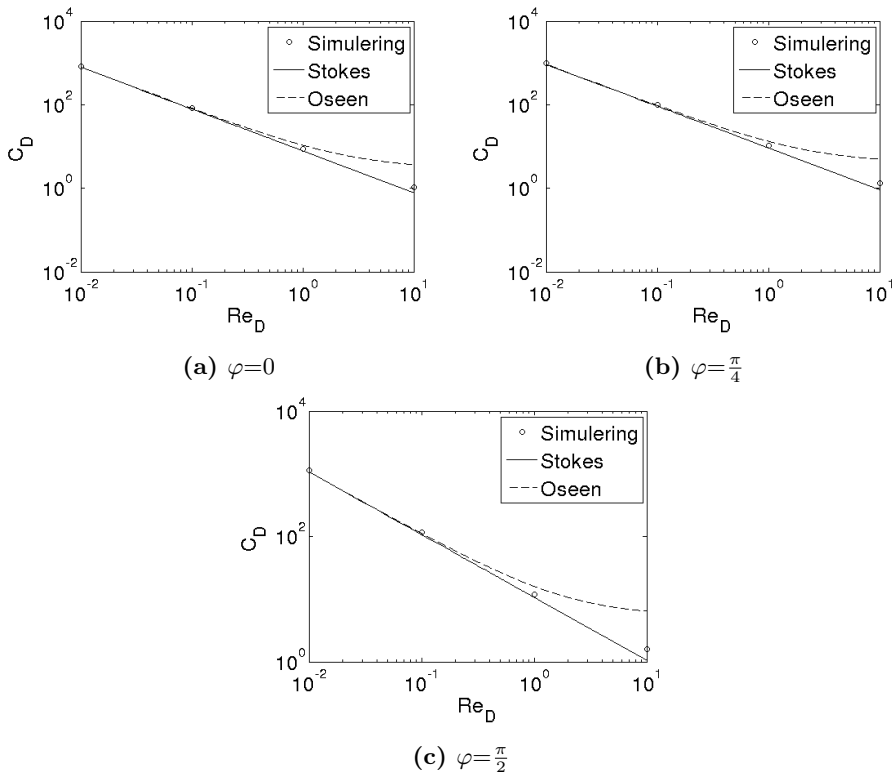 10^4
10^2
10^0
10^-2
C_D
Simulering
Stokes
Oseen
10^-2
10^-1
10^0
10^1
Re_D
(a) φ=0
10^4
10^2
10^0
10^-2
C_D
Simulering
Stokes
Oseen
10^-2
10^-1
10^0
10^1
Re_D
(b) φ=π/4
10^4
10^2
10^0
C_D
Simulering
Stokes
Oseen
10^-2
10^-1
10^0
10^1
Re_D
(c) φ=π/2